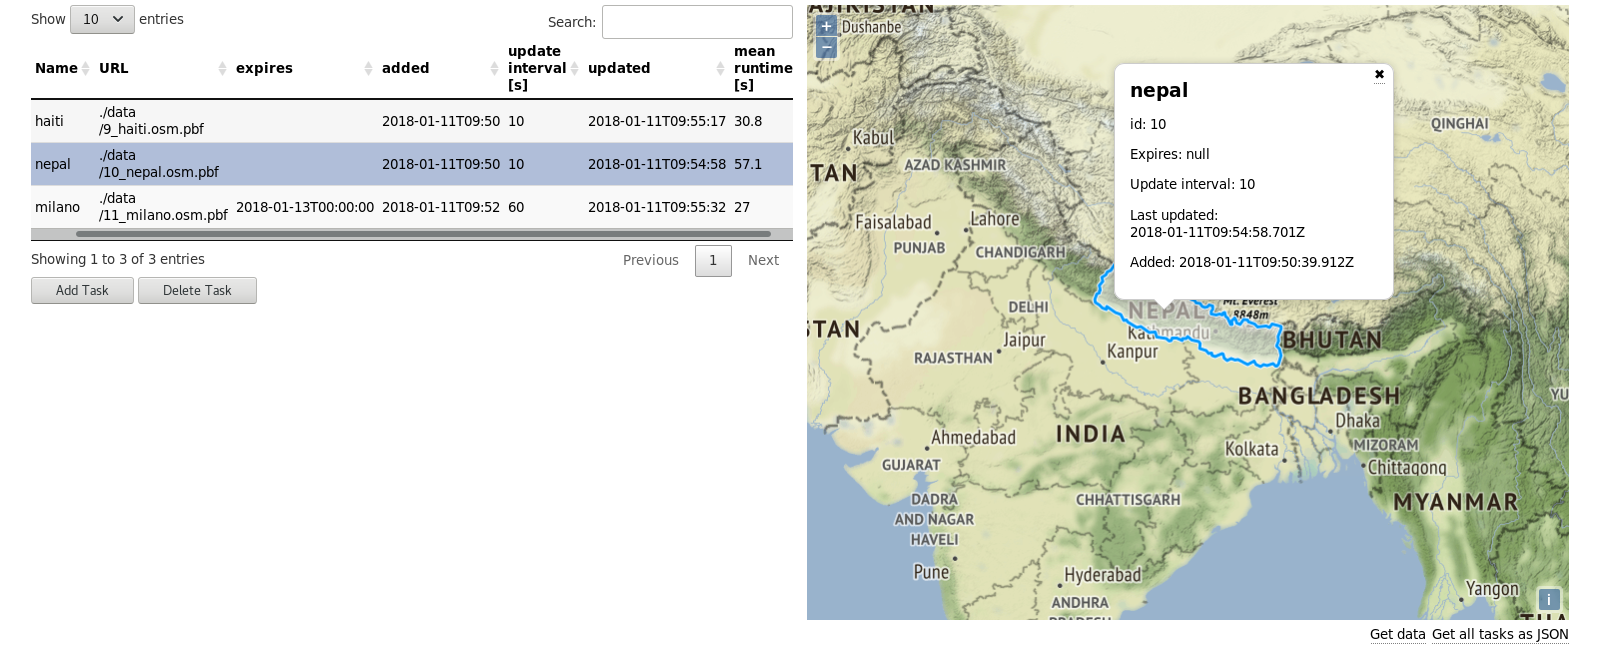 Show 10 entries
Search:
Name URL expires added update interval [s] updated mean runtime [s]
haiti ./data /9_haiti.osm.pbf 2018-01-11T09:50 10 2018-01-11T09:55:17 30.8
nepal ./data /10_nepal.osm.pbf 2018-01-11T09:50 10 2018-01-11T09:54:58 57.1
milano ./data /11_milano.osm.pbf 2018-01-13T00:00:00 2018-01-11T09:52 60 2018-01-11T09:55:32 27
Showing 1 to 3 of 3 entries
Previous 1 Next
Add Task Delete Task
+
−
Dushanbe
nepal
✖
id: 10
Expires: null
Update interval: 10
Last updated:
2018-01-11T09:54:58.701Z
Added: 2018-01-11T09:50:39.912Z
QINGHAI
Kabul
AZAD KASHMIR
TAN
Faisalabad
Lahore
PUNJAB
CHANDIGARH
DELHI
NEPAL
Mt. Everest
8848m
STAN
Kathmandu
Jaipur
BHUTAN
RAJASTHAN
Kanpur
BANGLADESH
YU
Dhaka
INDIA
Ahmedabad
Kolkata
MIZORAM
GUJARAT
Chittagong
DADRA
AND NAGAR
HAVELI
CHHATTISGARH
MYANMAR
Pune
Hyderabad
Yangon
ANDHRA
PRADESH
i
Get data Get all tasks as JSON